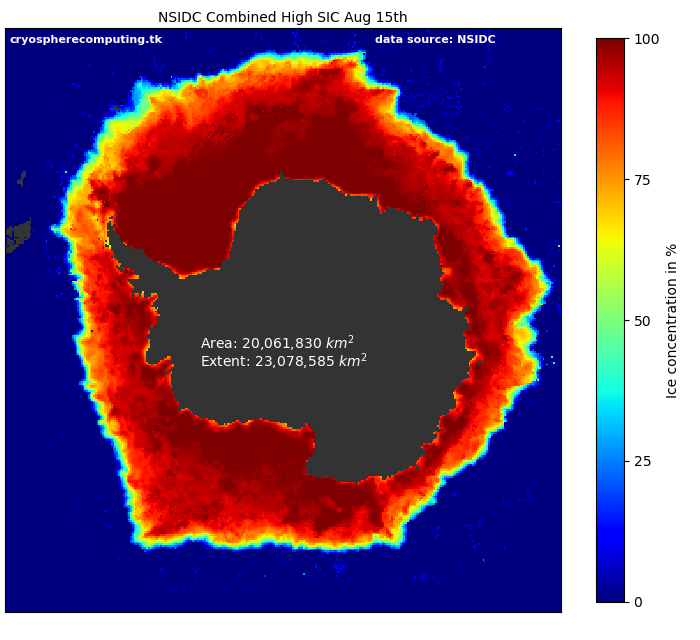 NSIDC Combined High SIC Aug 15th
cryospherecomputing.tk data source: NSIDC
Area: 20,061,830 km²
Extent: 23,078,585 km²
100
75
50
25
0
Ice concentration in %